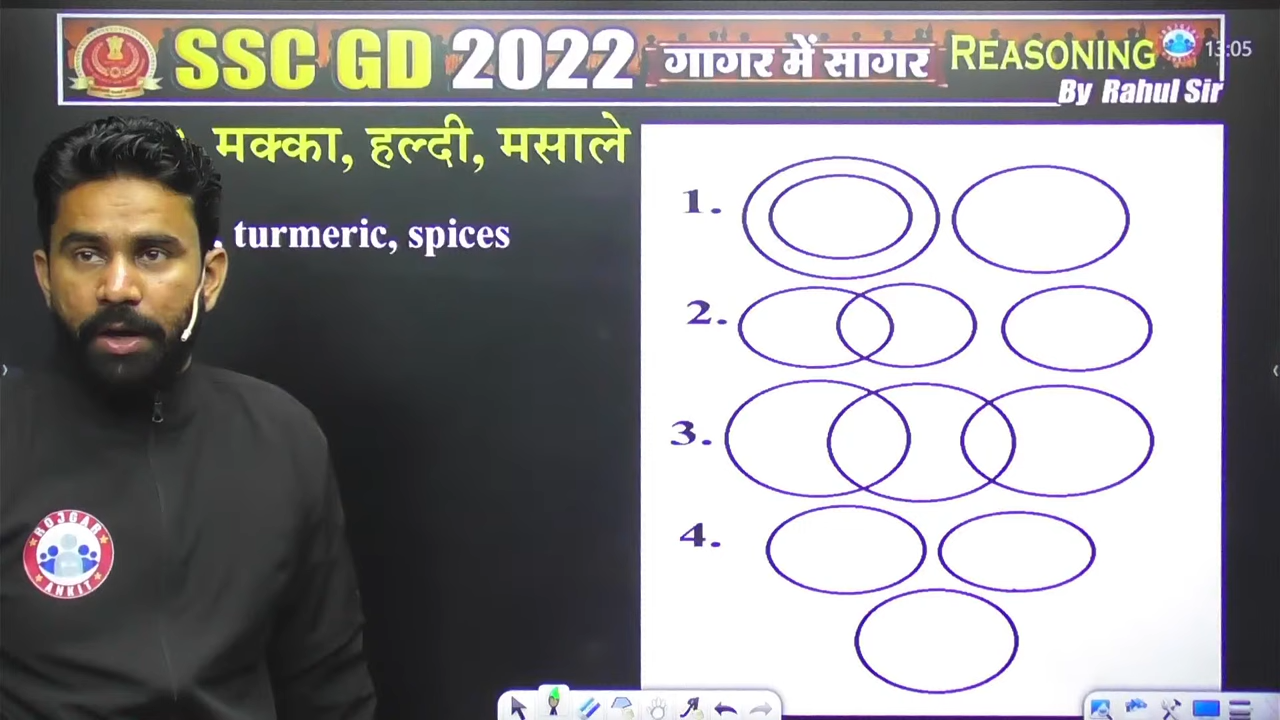 SSC GD 2022 गागर में सागर REASONING 13:05
By Rahul Sir
, मक्का, हल्दी, मसाले
, turmeric, spices
1.
2.
3.
4.
ROJGAR
ANKIT